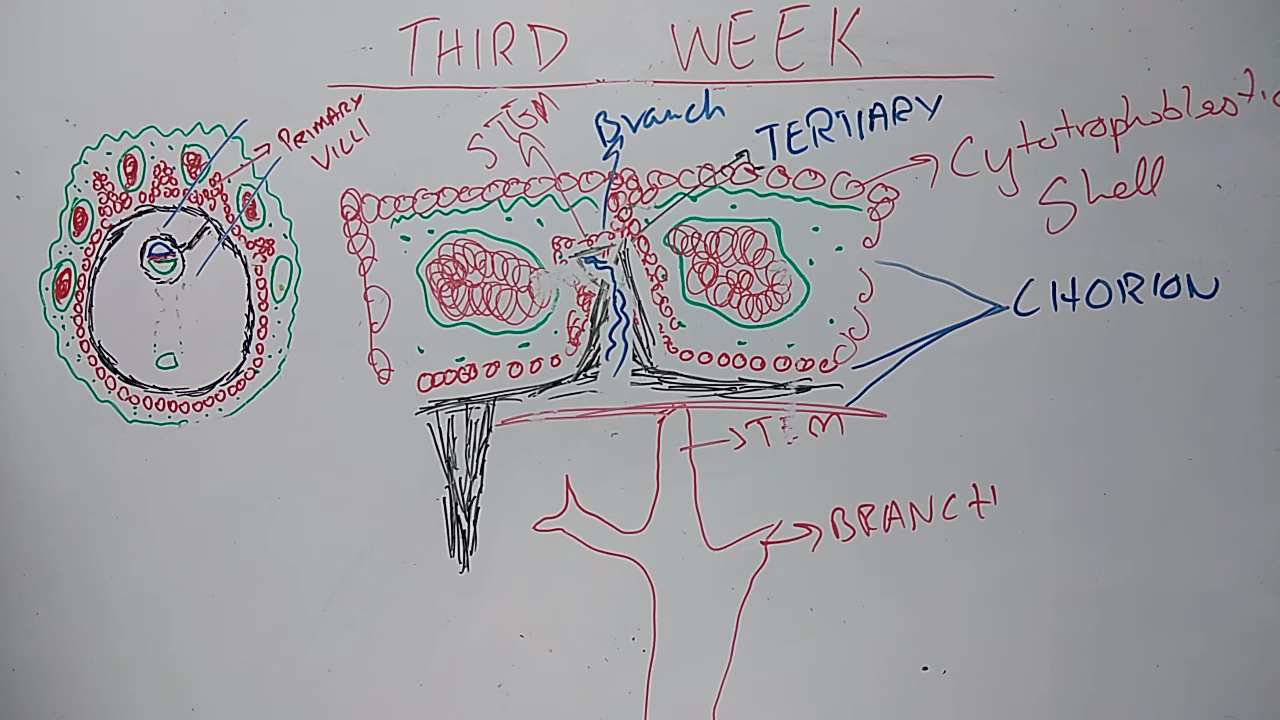 THIRD WEEK
PRIMARY
VILLI
STEM
Branch
TERTIARY
Cytotrophoblastic
Shell
CHORION
STEM
BRANCH